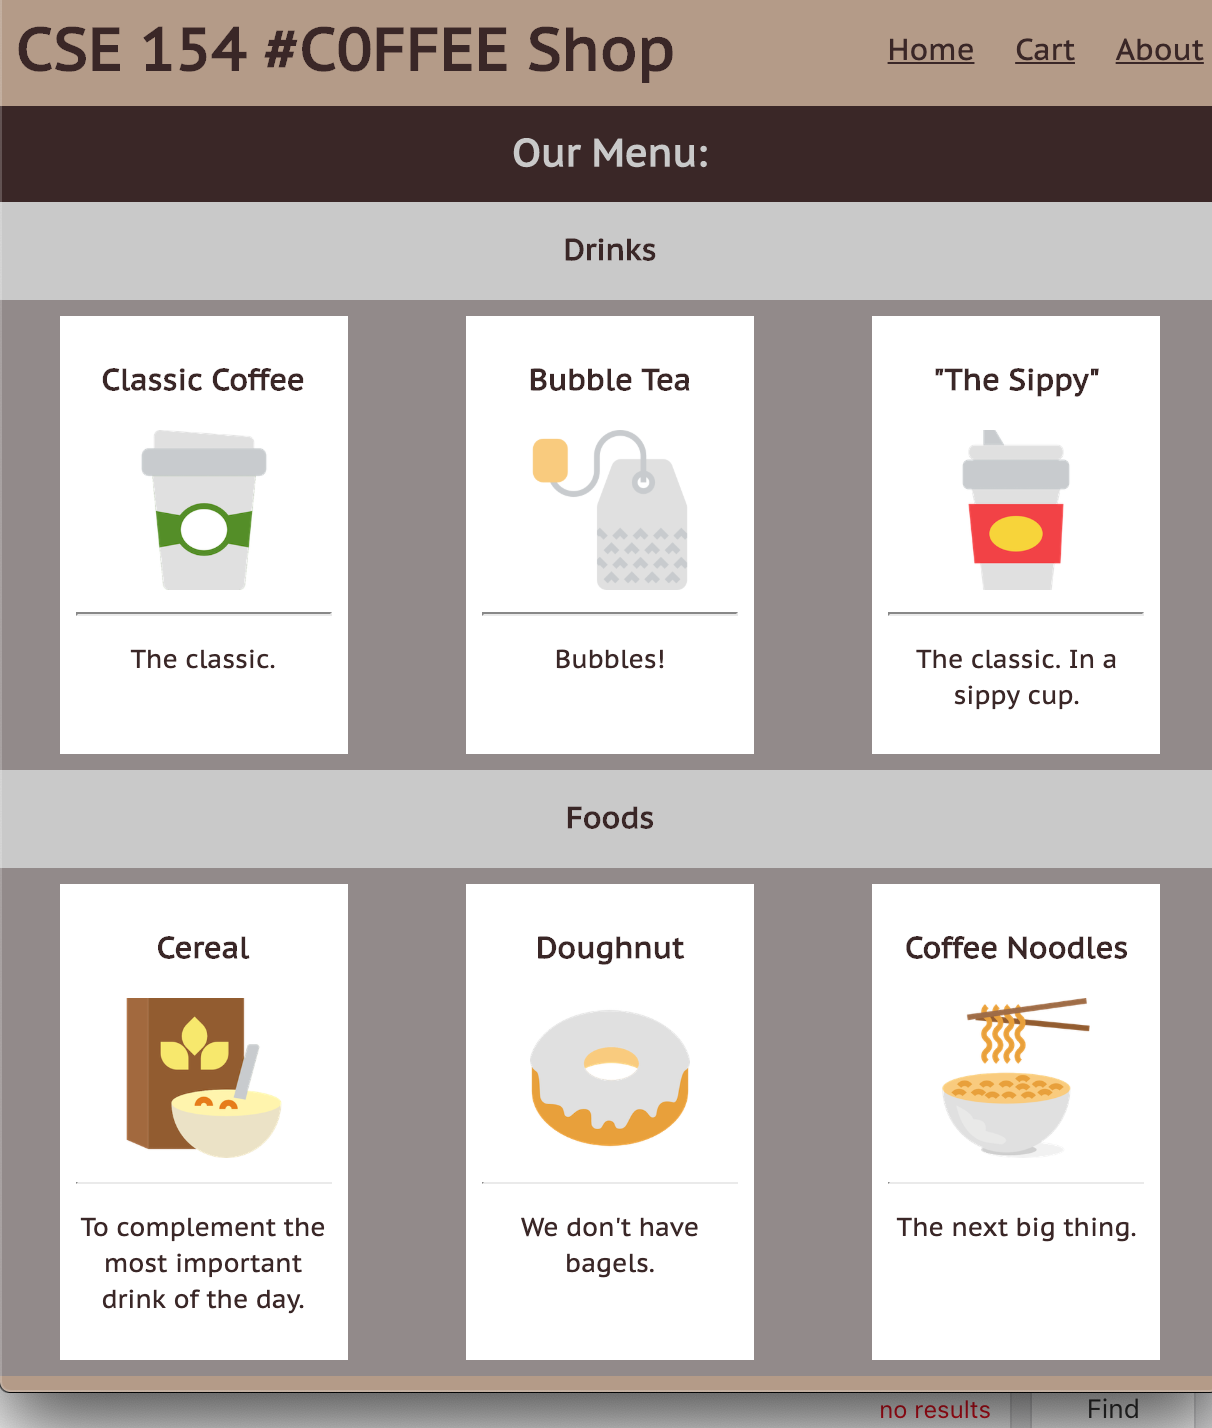 CSE 154 #C0FFEE Shop
Home Cart About
Our Menu:
Drinks
Classic Coffee
Bubble Tea
"The Sippy"
The classic.
Bubbles!
The classic. In a
sippy cup.
Foods
Cereal
Doughnut
Coffee Noodles
To complement the
most important
drink of the day.
We don't have
bagels.
The next big thing.
no results
Find